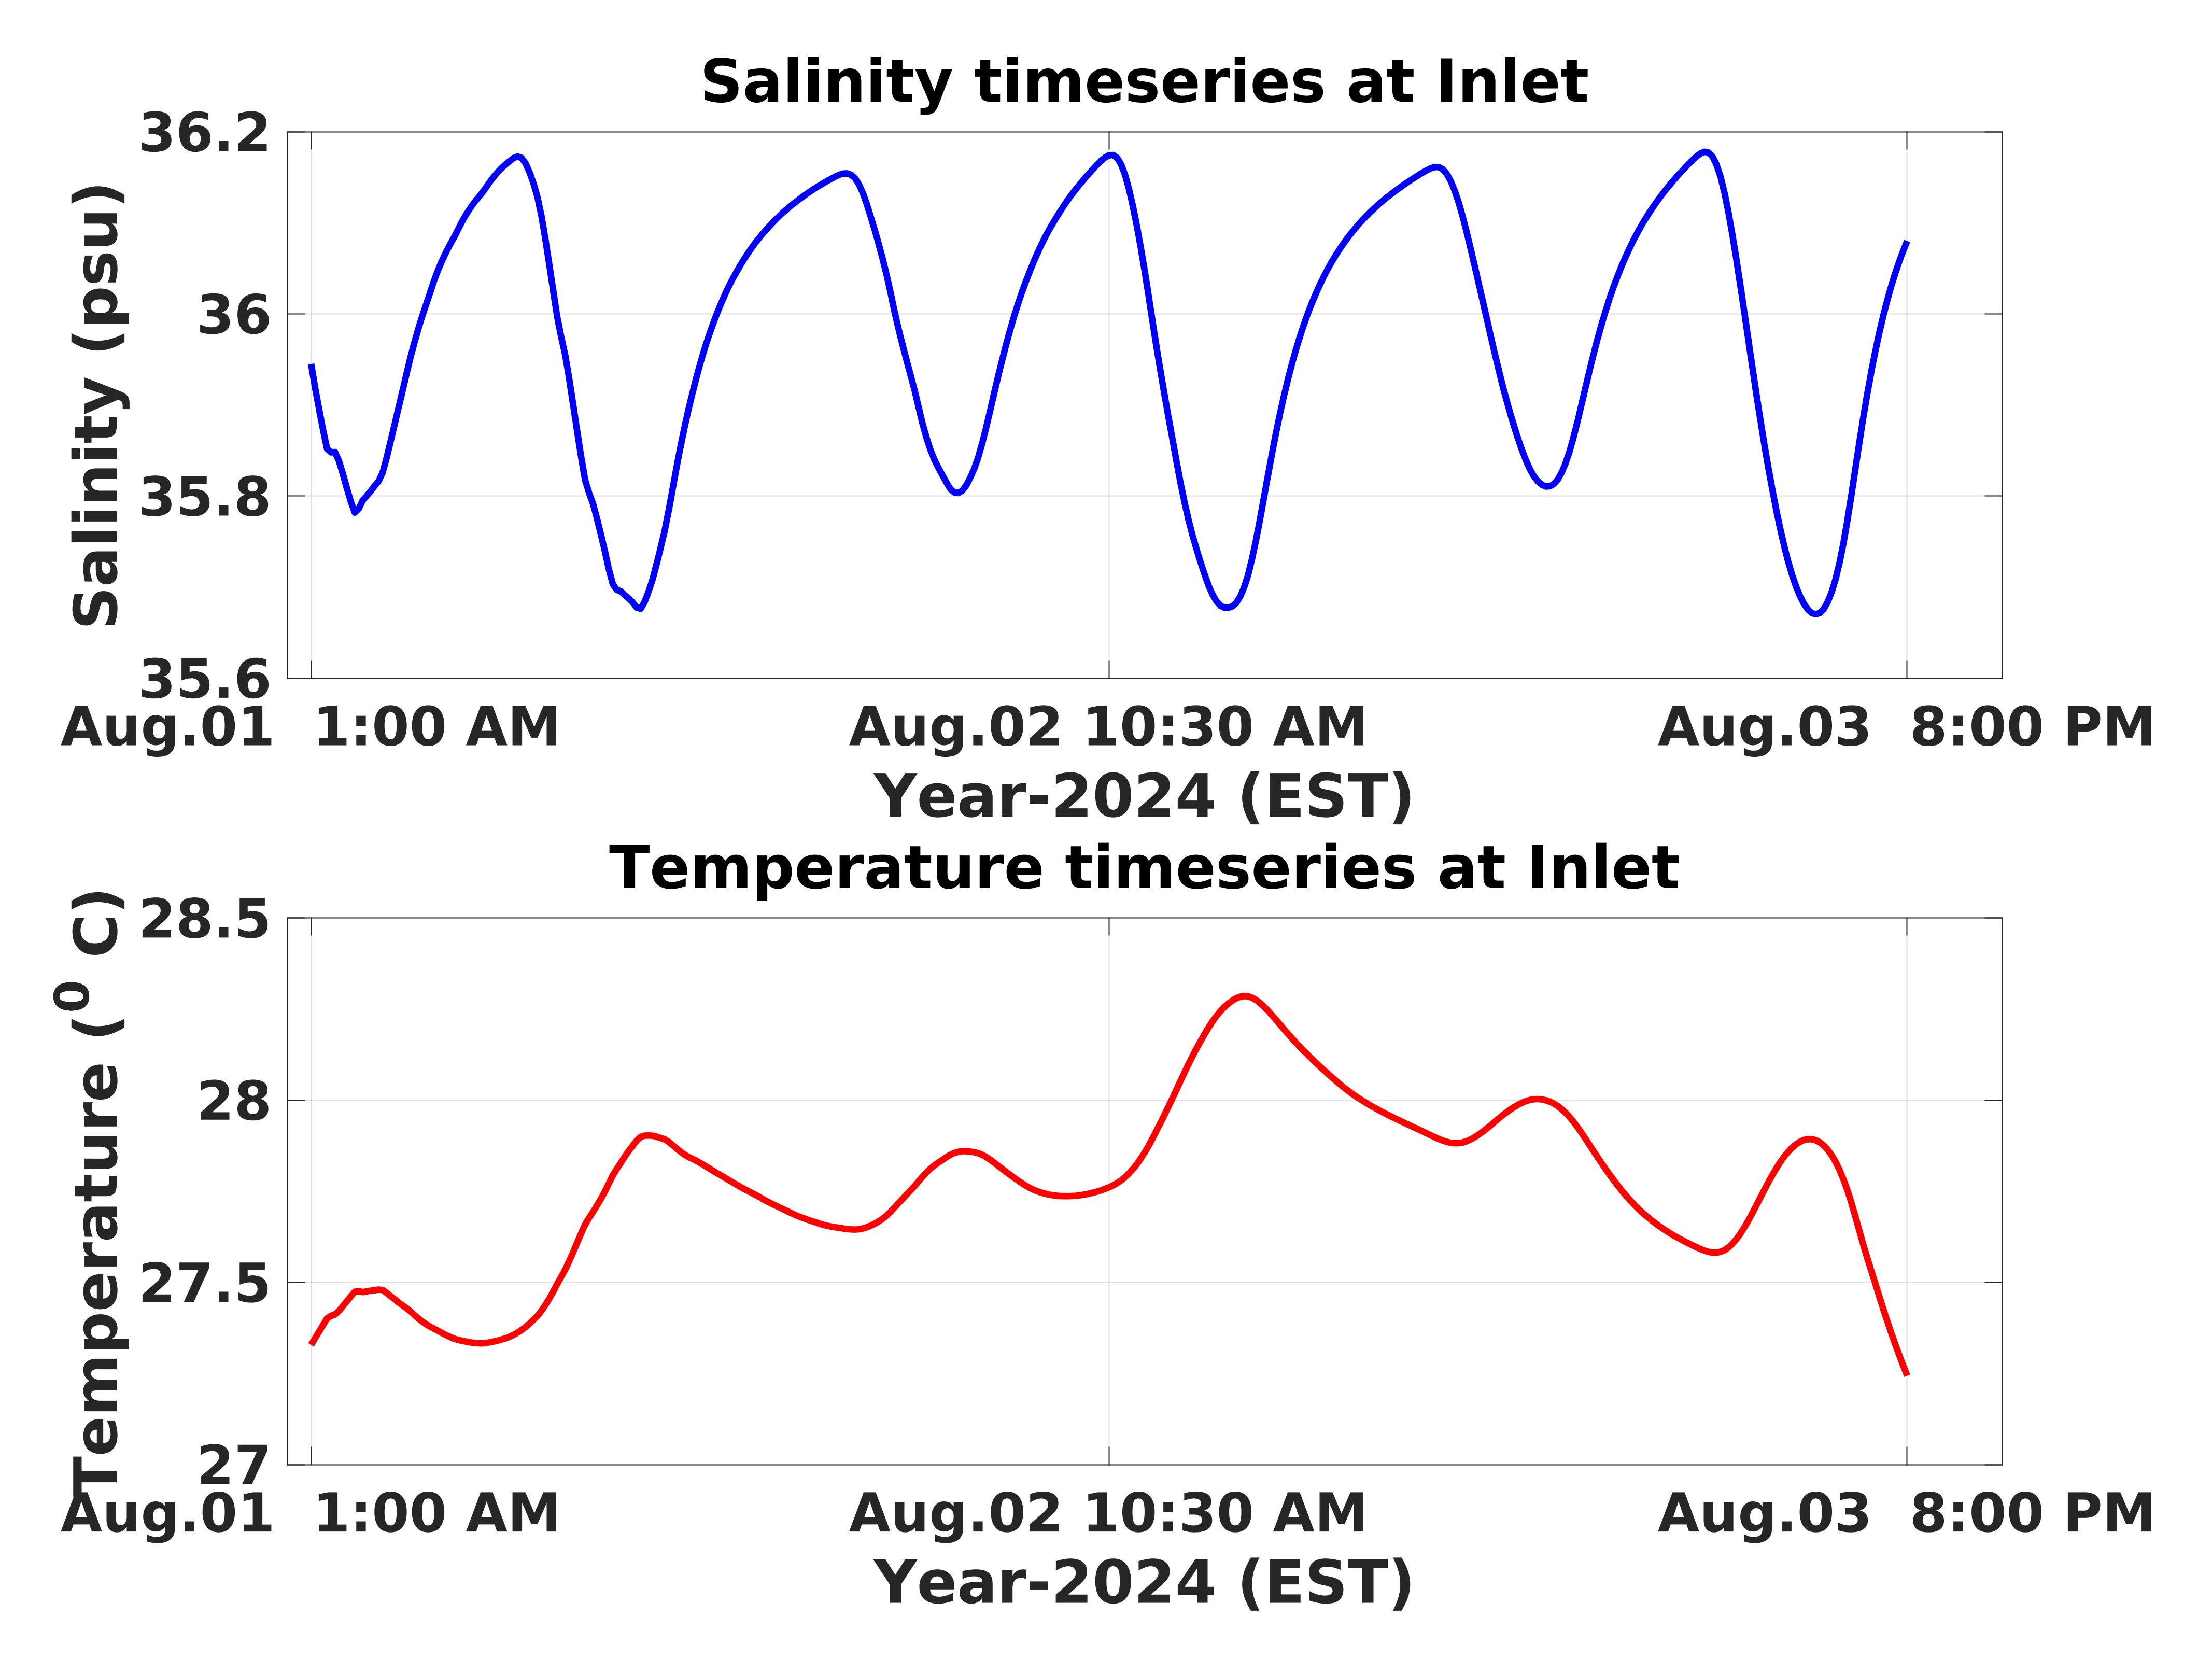 Salinity timeseries at Inlet
36.2
36
35.8
35.6
Salinity (psu)
Aug.01  1:00 AM
Aug.02 10:30 AM
Aug.03  8:00 PM
Year-2024 (EST)
Temperature timeseries at Inlet
28.5
28
27.5
27
Temperature (⁰ C)
Aug.01  1:00 AM
Aug.02 10:30 AM
Aug.03  8:00 PM
Year-2024 (EST)